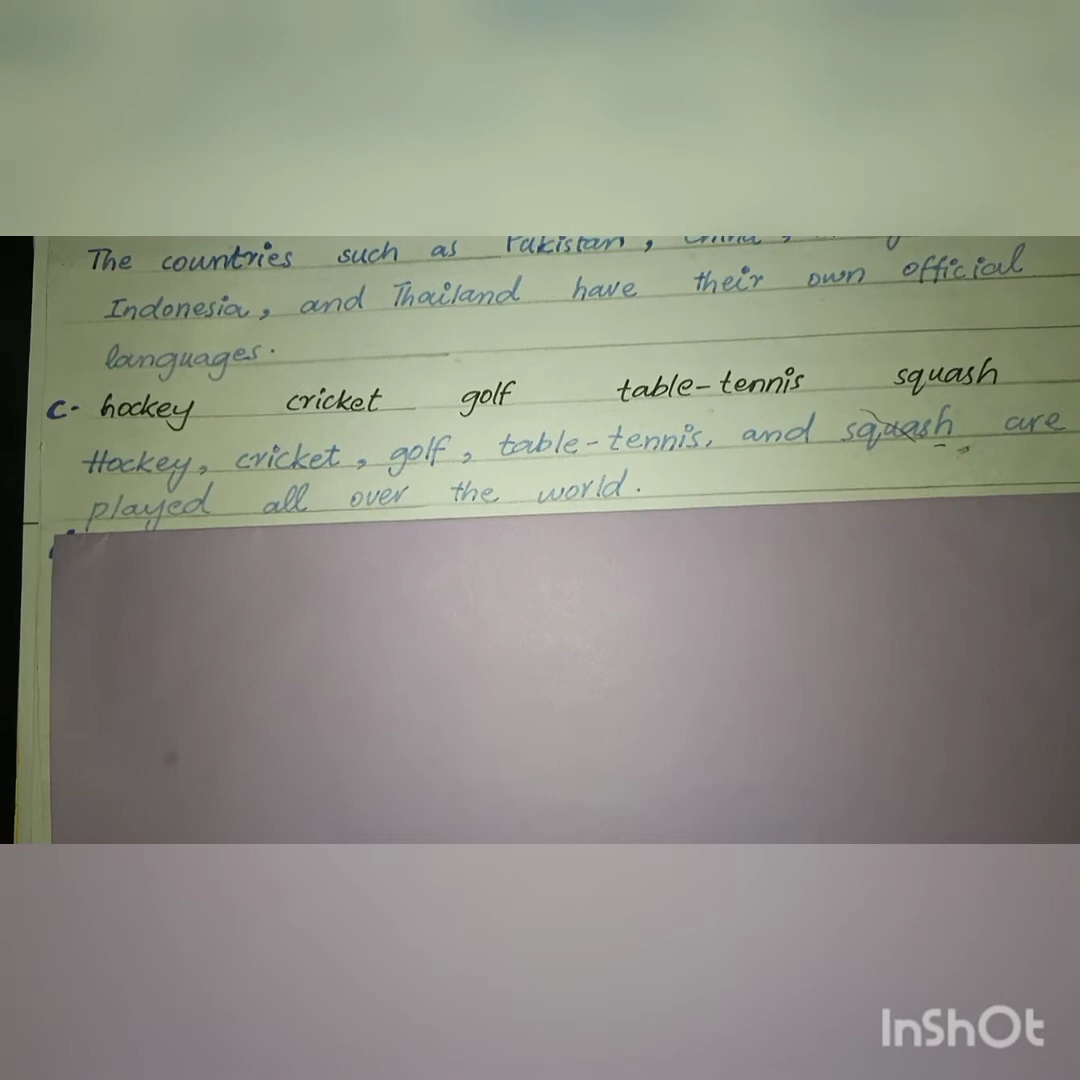 The countries such as Pakistan, China,
Indonesia, and Thailand have their own official
languages.
C- hockey cricket golf table-tennis squash
Hockey, cricket, golf, table-tennis, and squash are
played all over the world.
InShOt